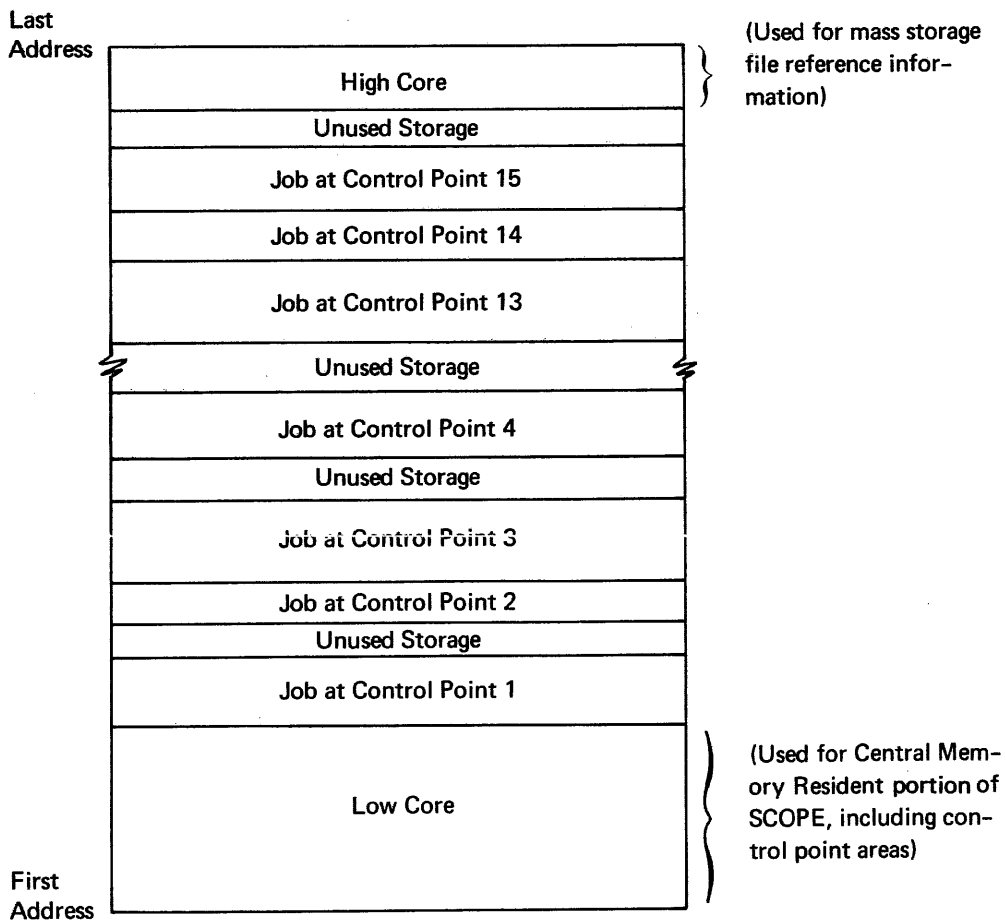 Last
Address
(Used for mass storage
file reference infor-
mation)
High Core
Unused Storage
Job at Control Point 15
Job at Control Point 14
Job at Control Point 13
Unused Storage
Job at Control Point 4
Unused Storage
Job at Control Point 3
Job at Control Point 2
Unused Storage
Job at Control Point 1
Low Core
(Used for Central Mem-
ory Resident portion of
SCOPE, including con-
trol point areas)
First
Address